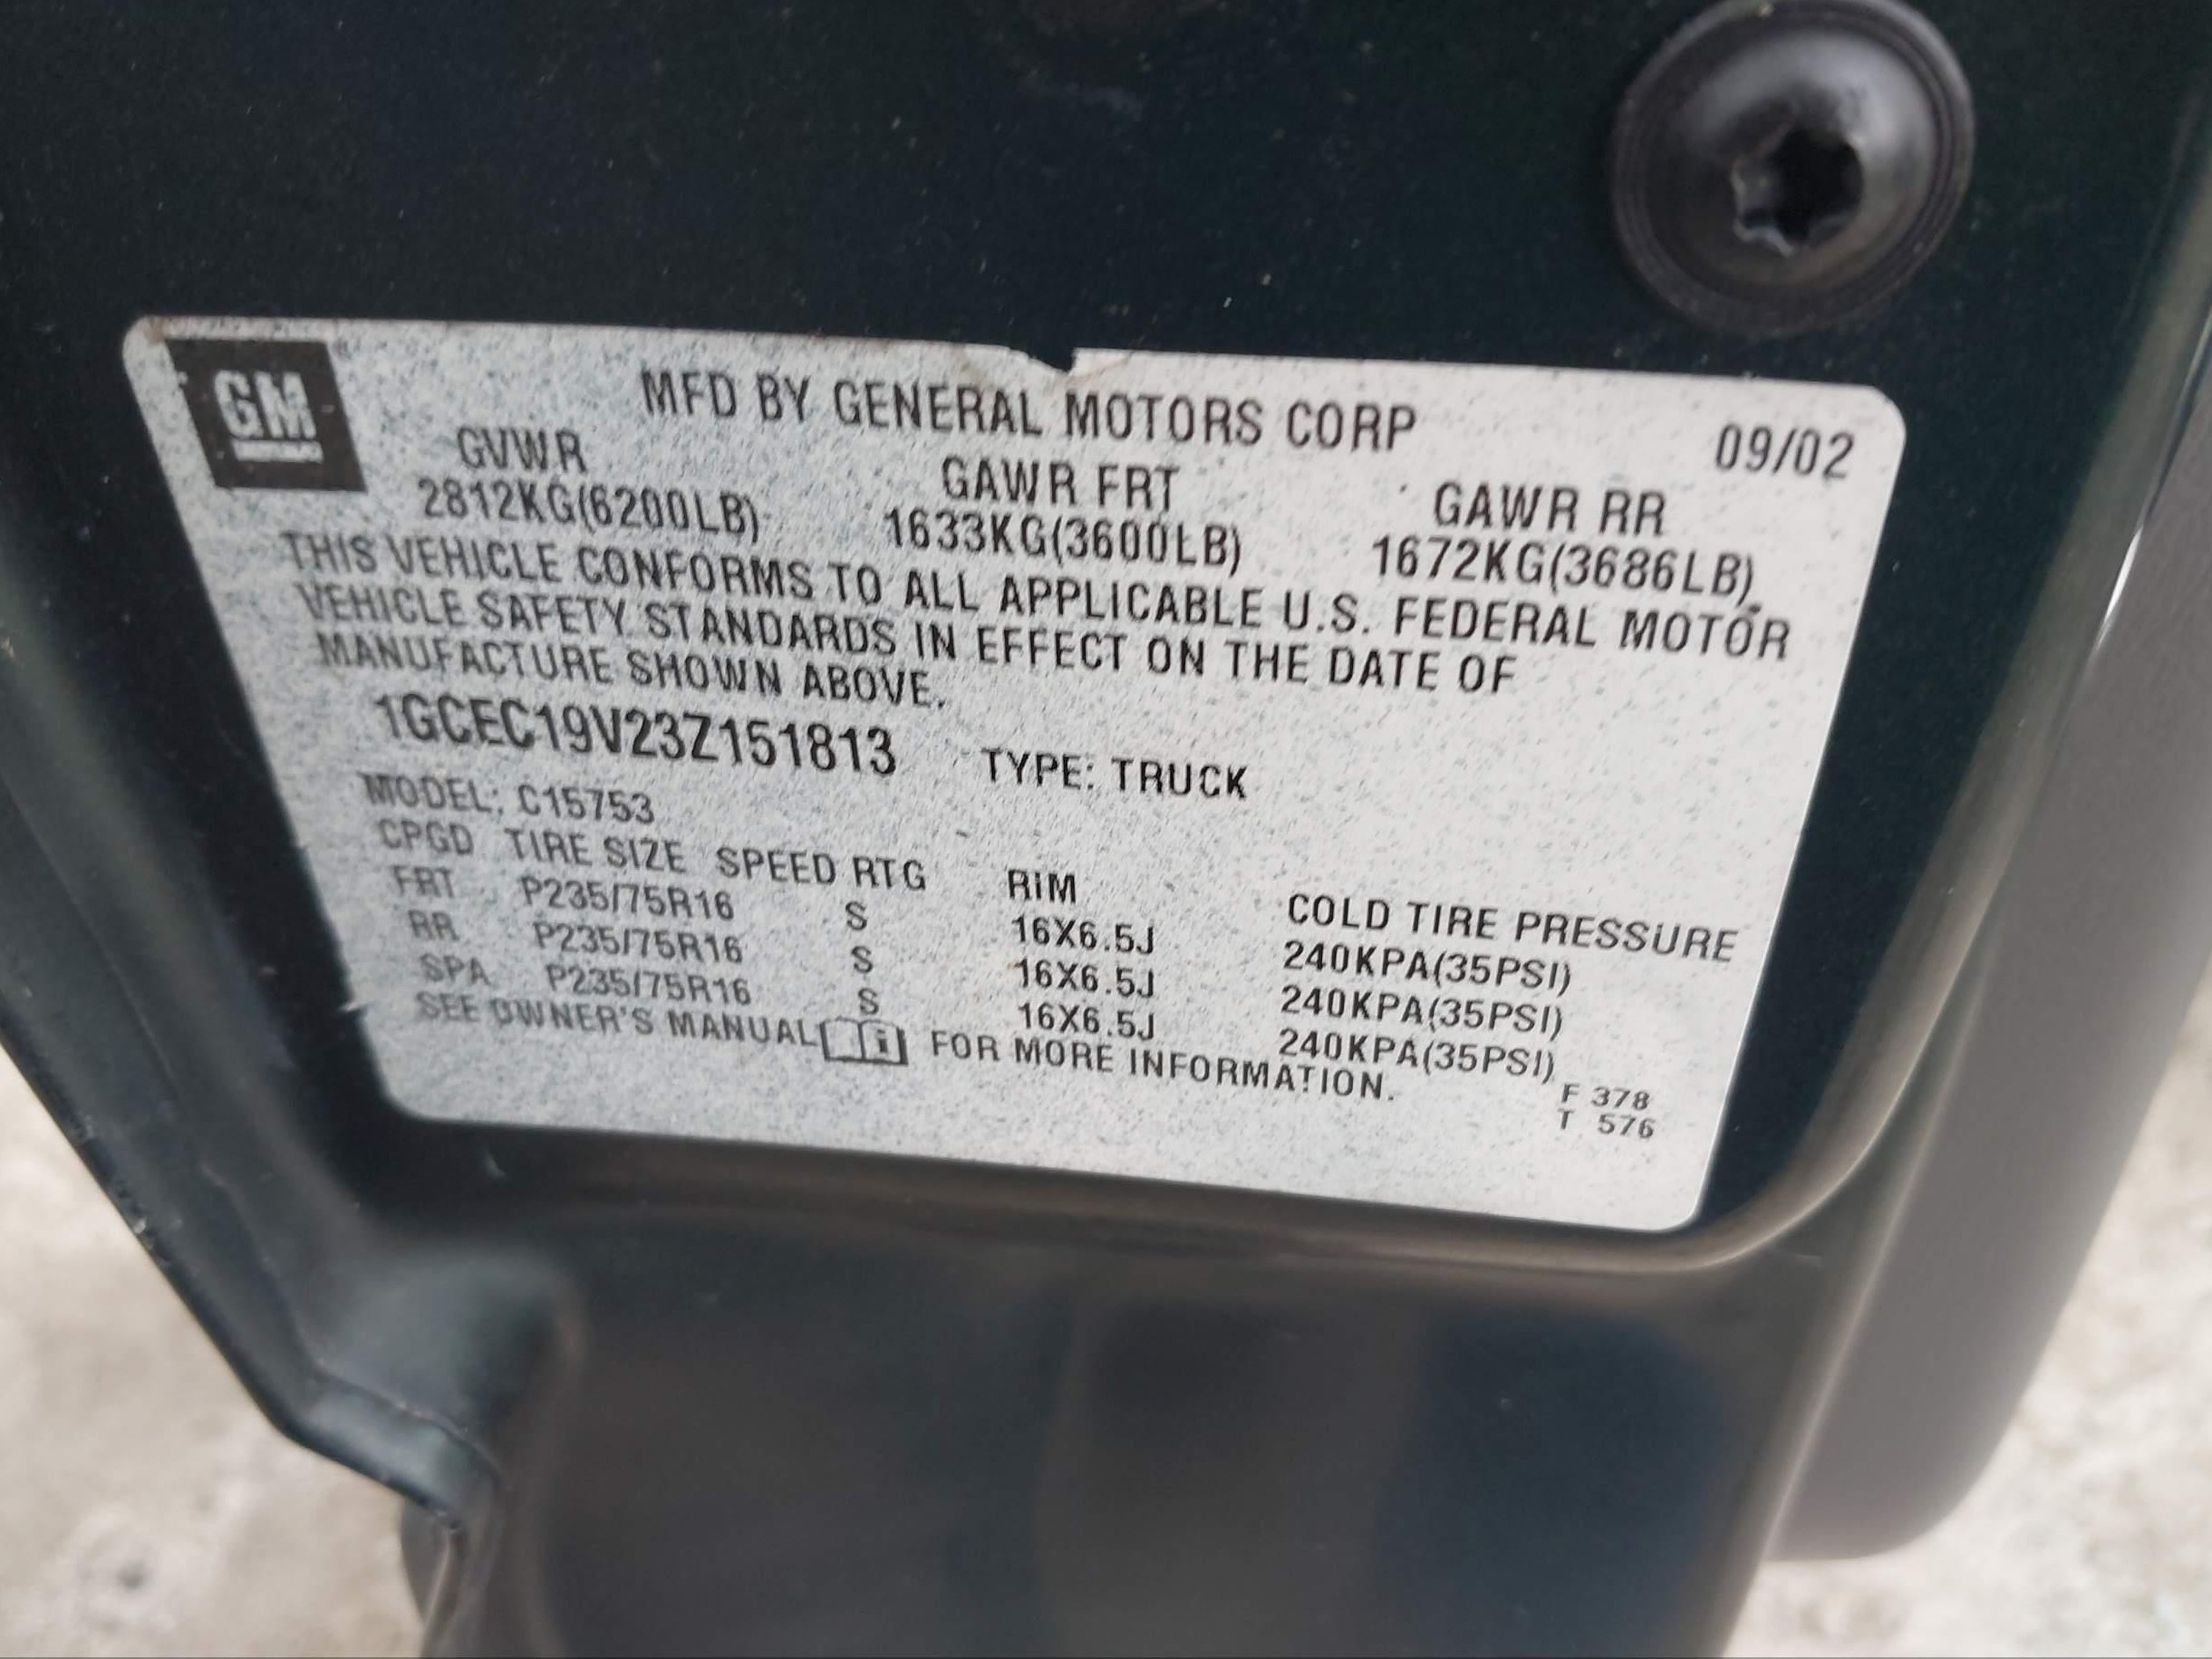 GM
MFD BY GENERAL MOTORS CORP 09/02
GVWR GAWR FRT GAWR RR
2812KG(6200LB) 1633KG(3600LB) 1672KG(3686LB)
THIS VEHICLE CONFORMS TO ALL APPLICABLE U.S. FEDERAL MOTOR
VEHICLE SAFETY STANDARDS IN EFFECT ON THE DATE OF
MANUFACTURE SHOWN ABOVE.
1GCEC19V23Z151813 TYPE: TRUCK
MODEL: C15753
CPGD TIRE SIZE SPEED RTG RIM COLD TIRE PRESSURE
FRT P235/75R16 S 16X6.5J 240KPA(35PSI)
RR P235/75R16 S 16X6.5J 240KPA(35PSI)
SPA P235/75R16 S 16X6.5J 240KPA(35PSI)
SEE OWNER'S MANUAL FOR MORE INFORMATION.
F 378
T 576